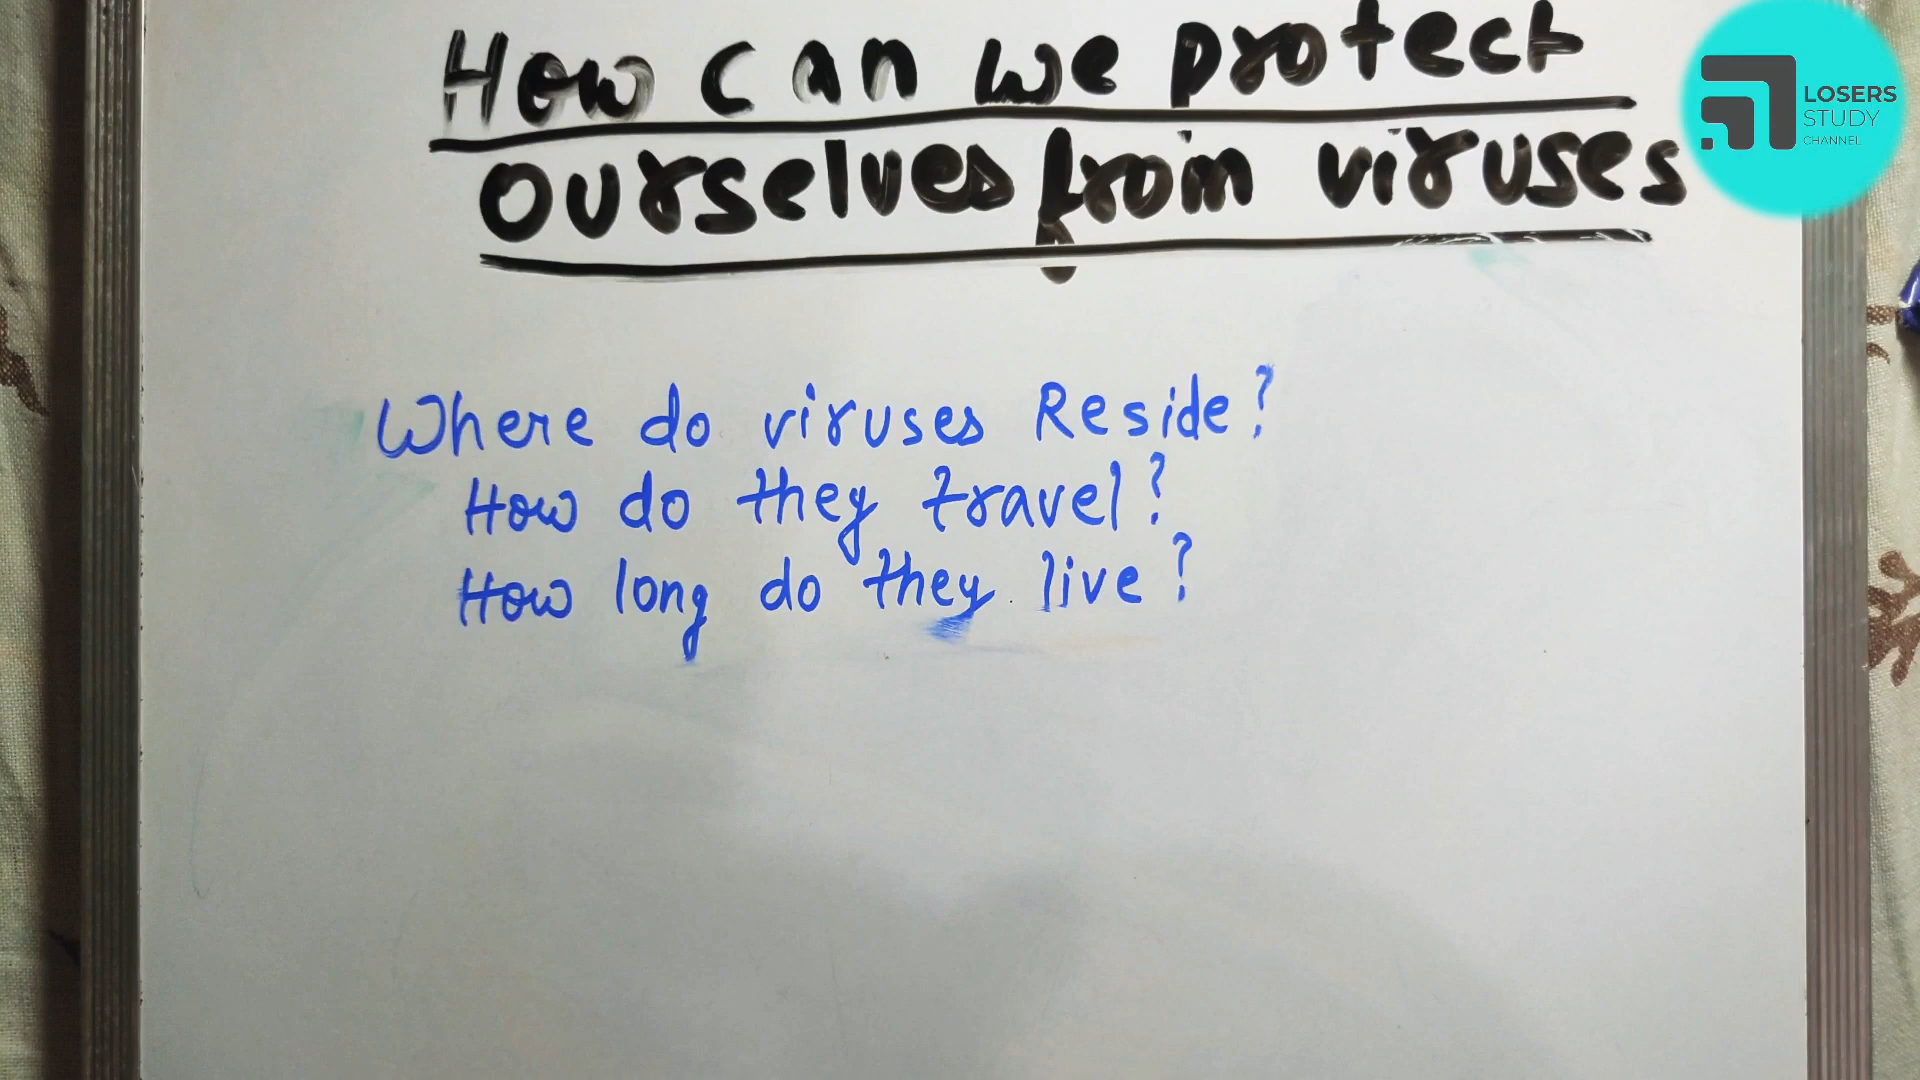 How can we protect
ourselves from viruses
LOSERS
STUDY
CHANNEL
Where do viruses Reside?
How do they travel?
How long do they live?